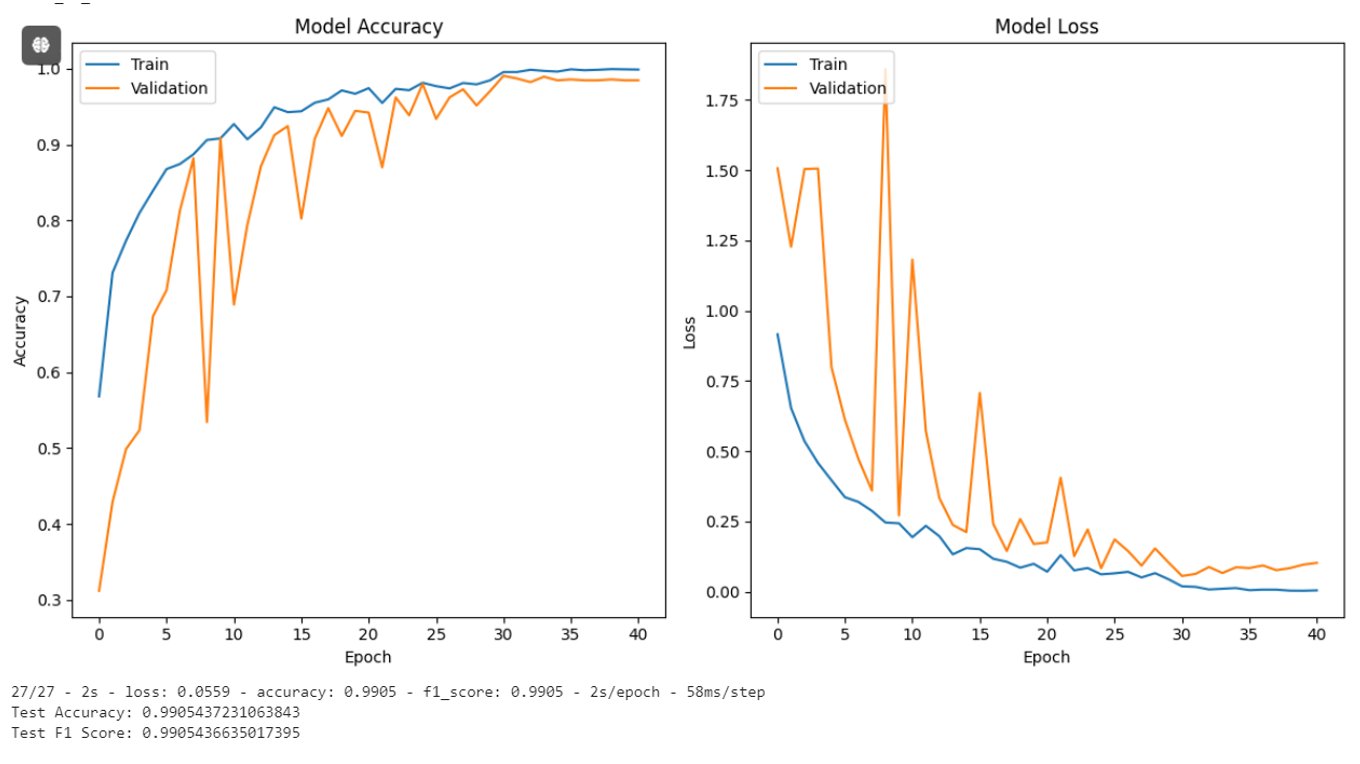 Model Accuracy
Train
Validation
1.0
0.9
0.8
0.7
0.6
0.5
0.4
0.3
Accuracy
0 5 10 15 20 25 30 35 40
Epoch
Model Loss
Train
Validation
1.75
1.50
1.25
1.00
0.75
0.50
0.25
0.00
Loss
0 5 10 15 20 25 30 35 40
Epoch
27/27 - 2s - loss: 0.0559 - accuracy: 0.9905 - f1_score: 0.9905 - 2s/epoch - 58ms/step
Test Accuracy: 0.9905437231063843
Test F1 Score: 0.9905436635017395